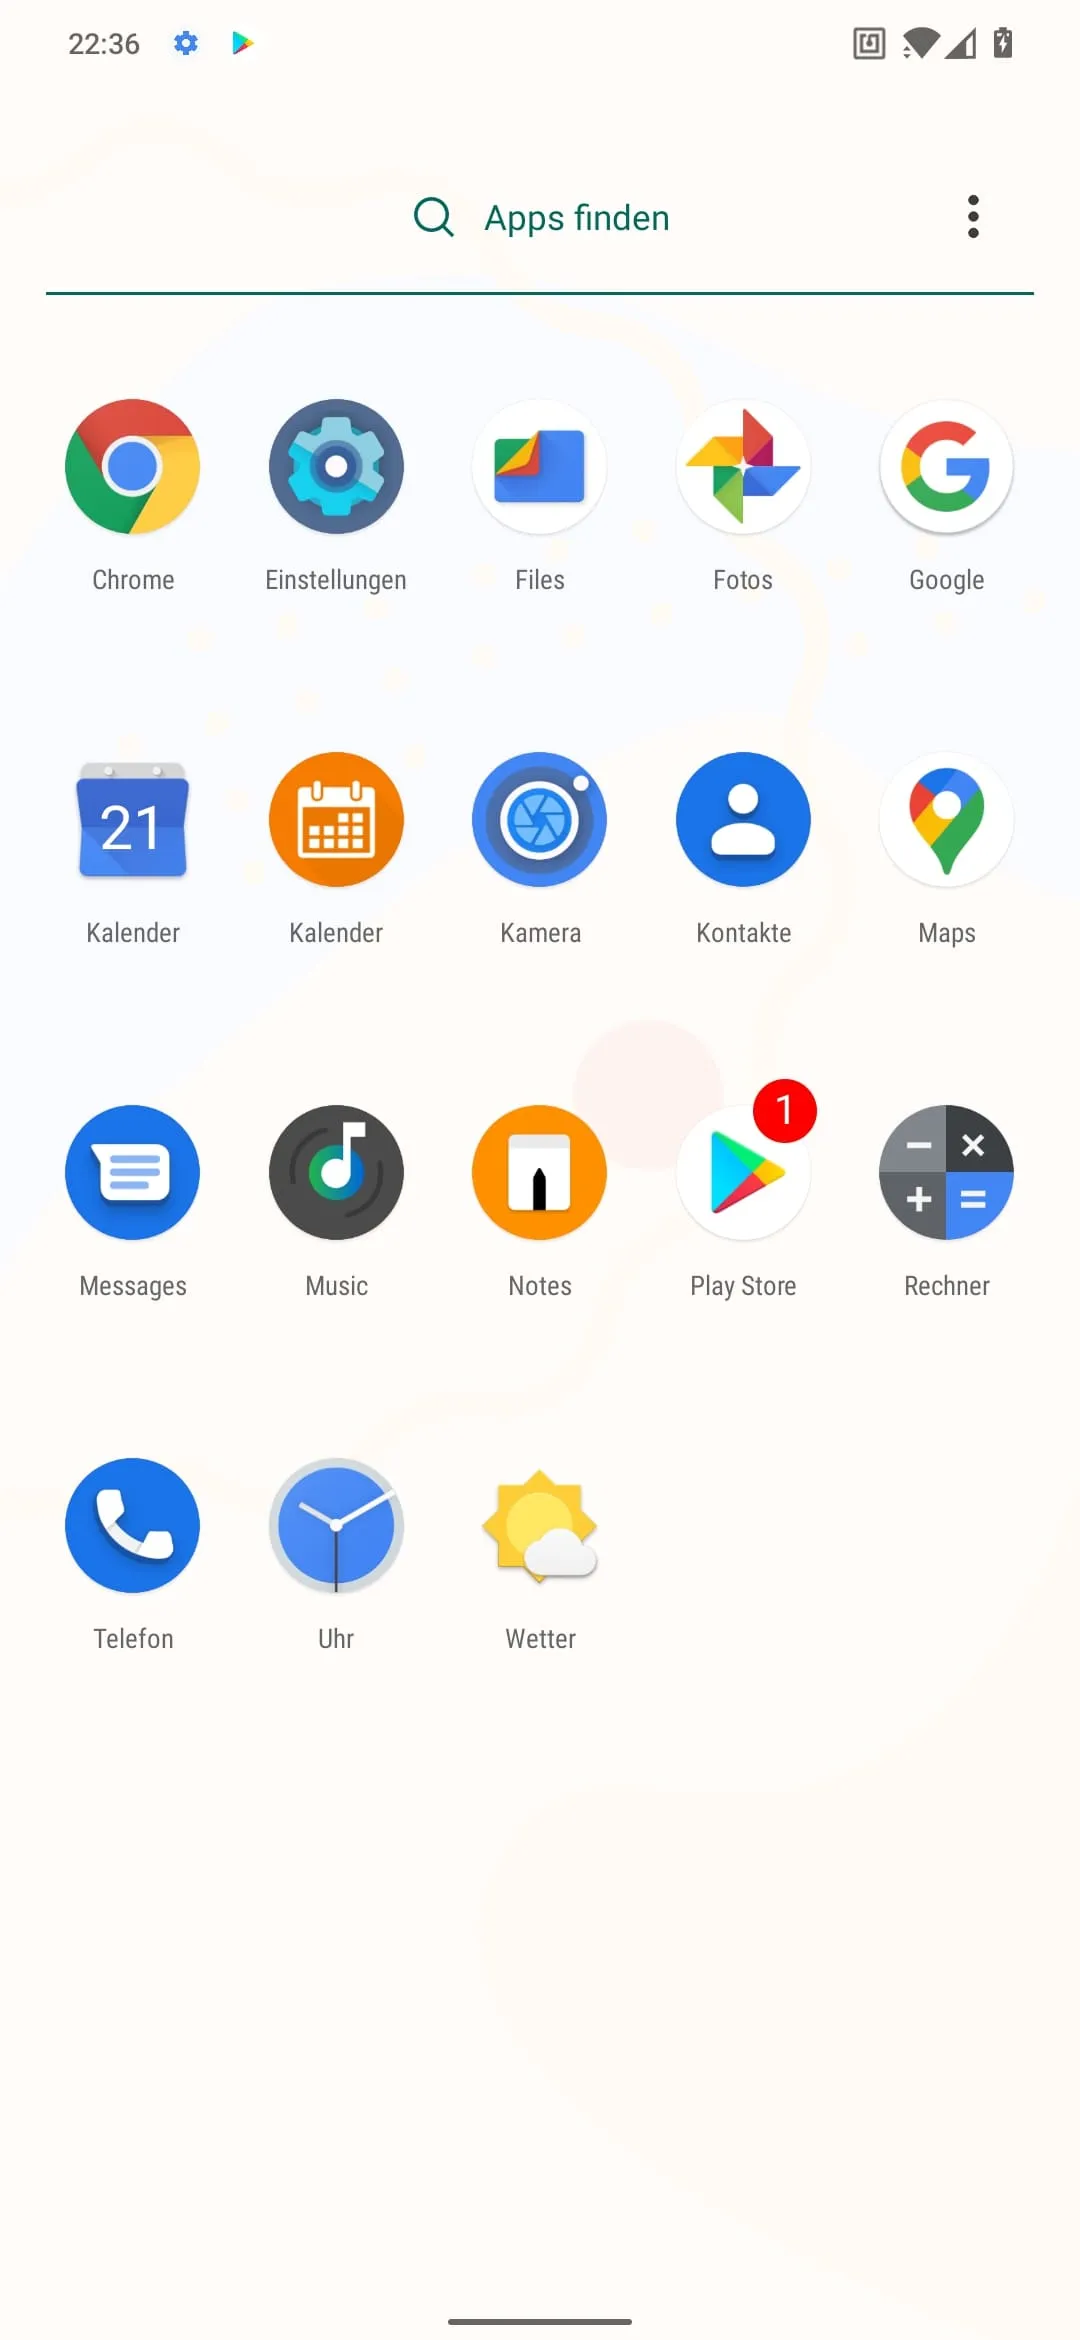 22:36
Apps finden
Chrome Einstellungen Files Fotos Google
21
Kalender Kalender Kamera Kontakte Maps
1
Messages Music Notes Play Store Rechner
Telefon Uhr Wetter